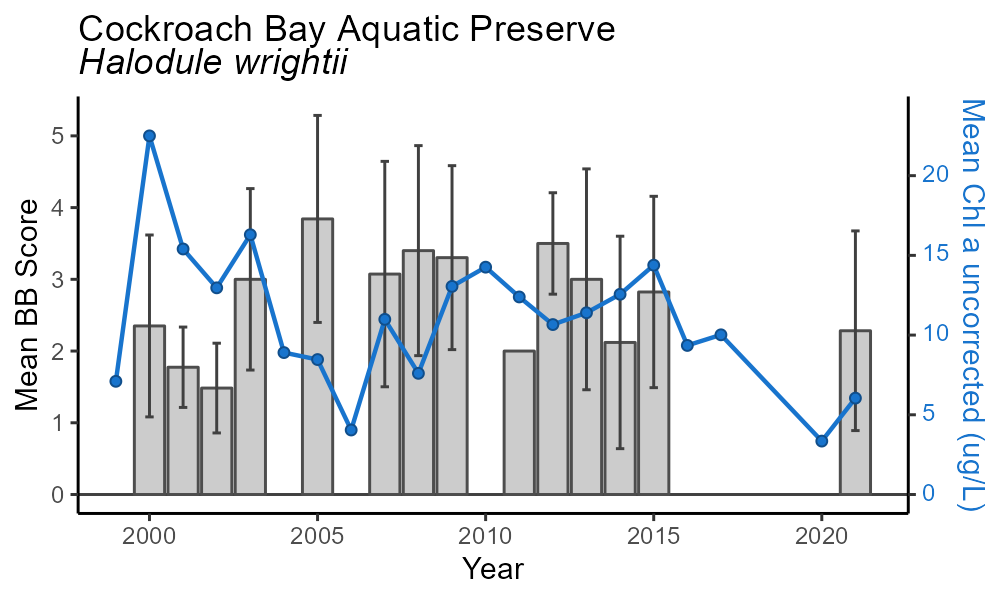 Cockroach Bay Aquatic Preserve
Halodule wrightii
Mean BB Score
5
4
3
2
1
0
20
15
10
5
0
Mean Chl a uncorrected (ug/L)
2000 2005 2010 2015 2020
Year